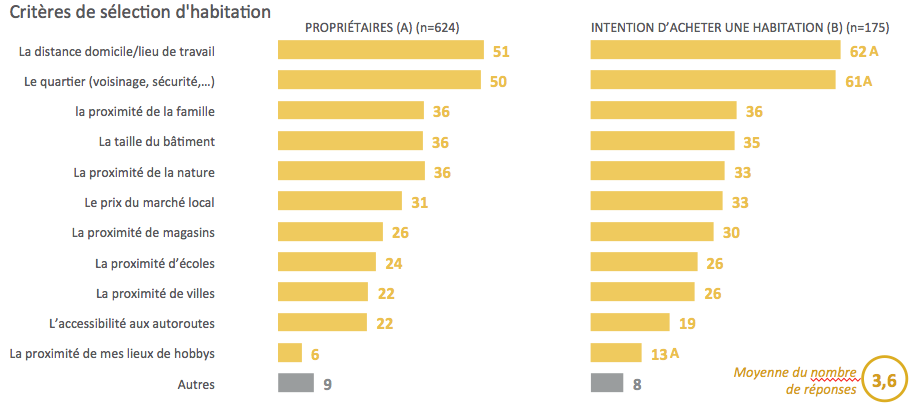 Critères de sélection d'habitation
PROPRIÉTAIRES (A) (n=624)
INTENTION D'ACHETER UNE HABITATION (B) (n=175)
La distance domicile/lieu de travail 51 62 A
Le quartier (voisinage, sécurité,...) 50 61 A
la proximité de la famille 36 36
La taille du bâtiment 36 35
La proximité de la nature 36 33
Le prix du marché local 31 33
La proximité de magasins 26 30
La proximité d'écoles 24 26
La proximité de villes 22 26
L'accessibilité aux autoroutes 22 19
La proximité de mes lieux de hobbys 6 13 A
Autres 9 8
Moyenne du nombre
de réponses
3,6